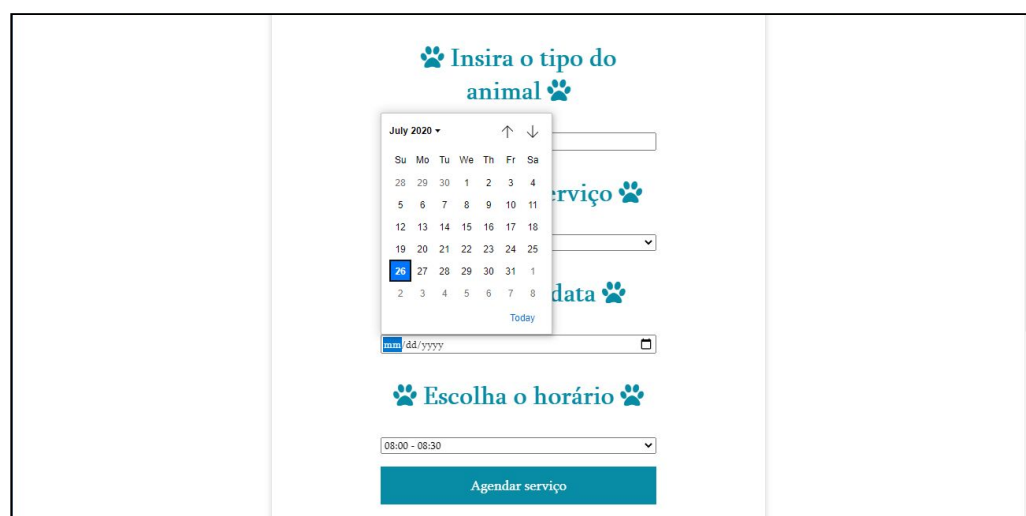 Insira o tipo do
animal
July 2020
Su Mo Tu We Th Fr Sa
28 29 30 1 2 3 4
5 6 7 8 9 10 11
12 13 14 15 16 17 18
19 20 21 22 23 24 25
26 27 28 29 30 31 1
2 3 4 5 6 7 8
Today
data
mm/dd/yyyy
Escolha o horário
08:00 - 08:30
Agendar serviço